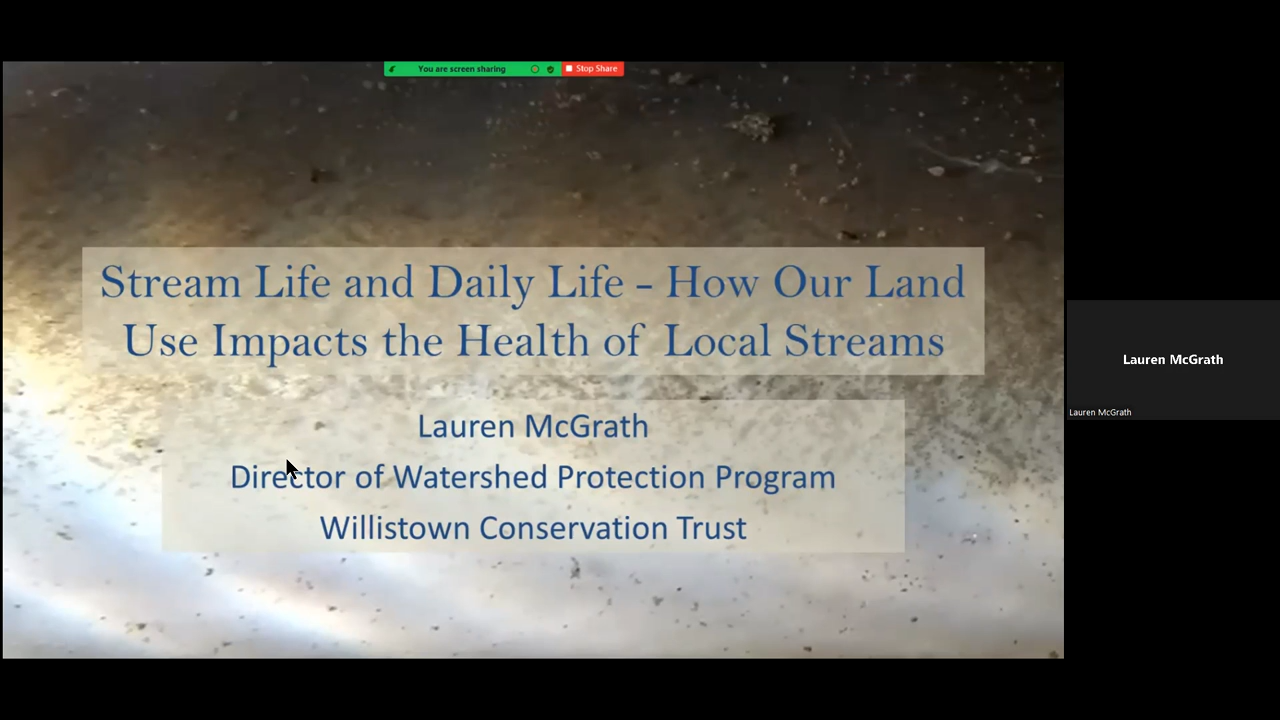 You are screen sharing
Stop Share
Stream Life and Daily Life - How Our Land
Use Impacts the Health of Local Streams
Lauren McGrath
Director of Watershed Protection Program
Willistown Conservation Trust
Lauren McGrath
Lauren McGrath